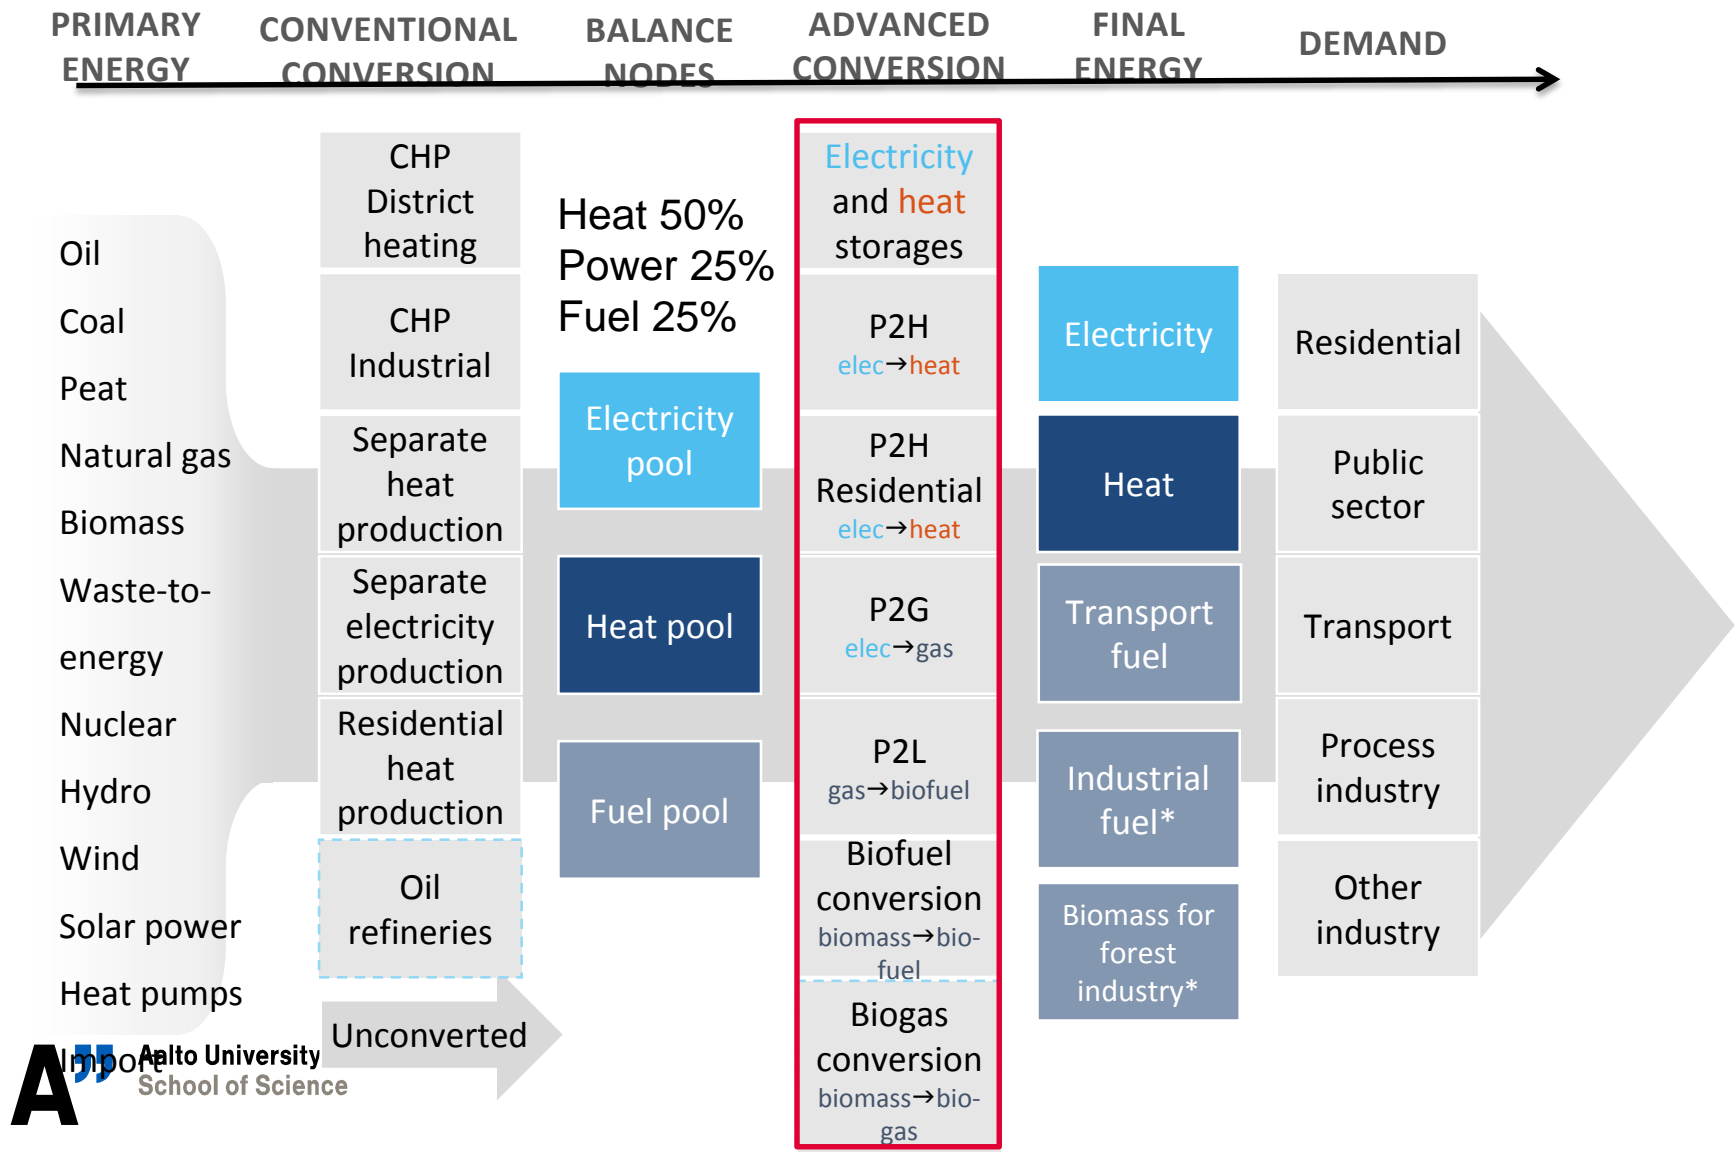 PRIMARY
ENERGY
CONVENTIONAL
CONVERSION
BALANCE
NODES
ADVANCED
CONVERSION
FINAL
ENERGY
DEMAND
Oil
Coal
Peat
Natural gas
Biomass
Waste-to-
energy
Nuclear
Hydro
Wind
Solar power
Heat pumps
Import
CHP
District
heating
CHP
Industrial
Separate
heat
production
Separate
electricity
production
Residential
heat
production
Oil
refineries
Unconverted
Heat 50%
Power 25%
Fuel 25%
Electricity
pool
Heat pool
Fuel pool
Electricity
and heat
storages
P2H
elec→heat
P2H
Residential
elec→heat
P2G
elec→gas
P2L
gas→biofuel
Biofuel
conversion
biomass→bio-
fuel
Biogas
conversion
biomass→bio-
gas
Electricity
Heat
Transport
fuel
Industrial
fuel*
Biomass for
forest
industry*
Residential
Public
sector
Transport
Process
industry
Other
industry
A"
Aalto University
School of Science